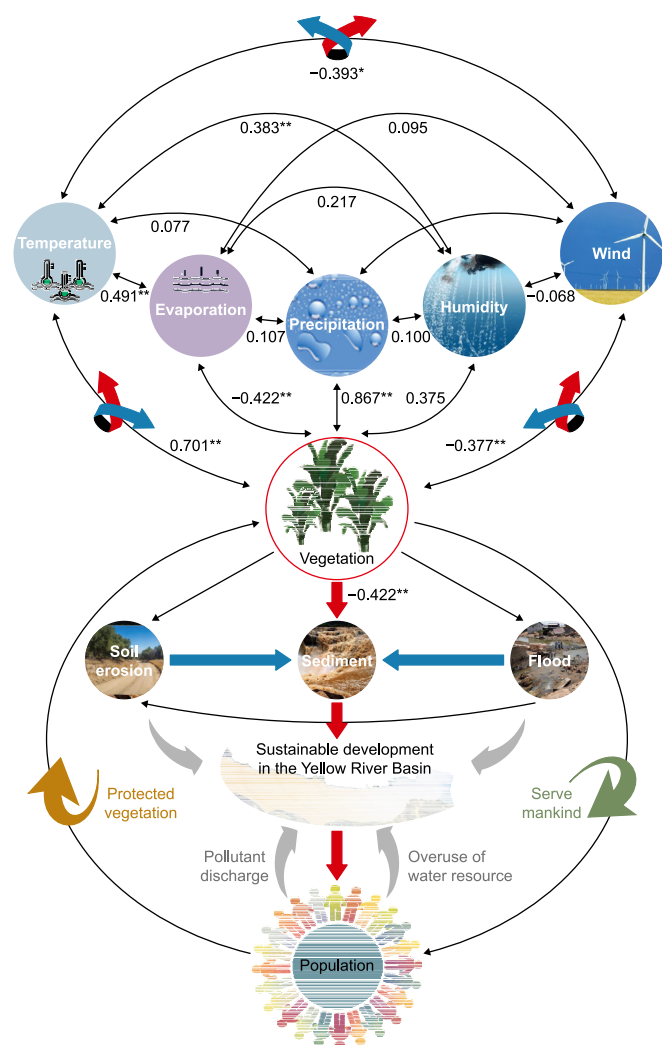 −0.393*
0.383**
0.095
0.217
Temperature
0.077
Wind
0.491**
Evaporation
0.107
Precipitation
0.100
Humidity
−0.068
−0.422**
0.867**
0.375
0.701**
−0.377**
Vegetation
−0.422**
Soil
erosion
Sediment
Flood
Sustainable development
in the Yellow River Basin
Protected
vegetation
Serve
mankind
Pollutant
discharge
Overuse of
water resource
Population